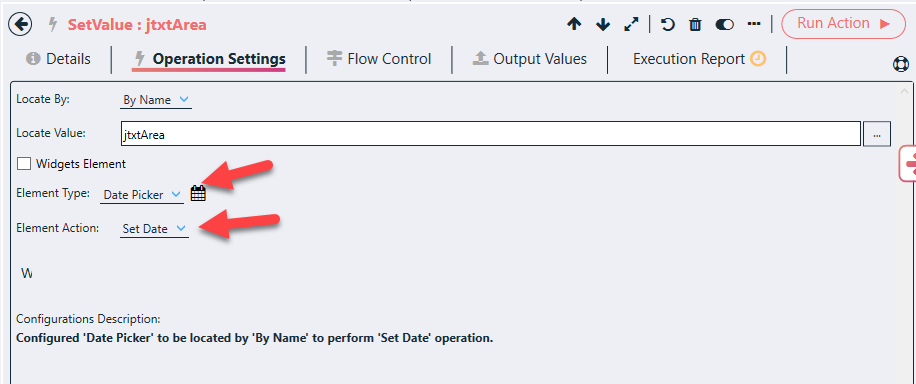 SetValue : jtxtArea
Run Action
Details
Operation Settings
Flow Control
Output Values
Execution Report
Locate By:
By Name
Locate Value:
jtxtArea
...
Widgets Element
Element Type:
Date Picker
Element Action:
Set Date
Configurations Description:
Configured 'Date Picker' to be located by 'By Name' to perform 'Set Date' operation.